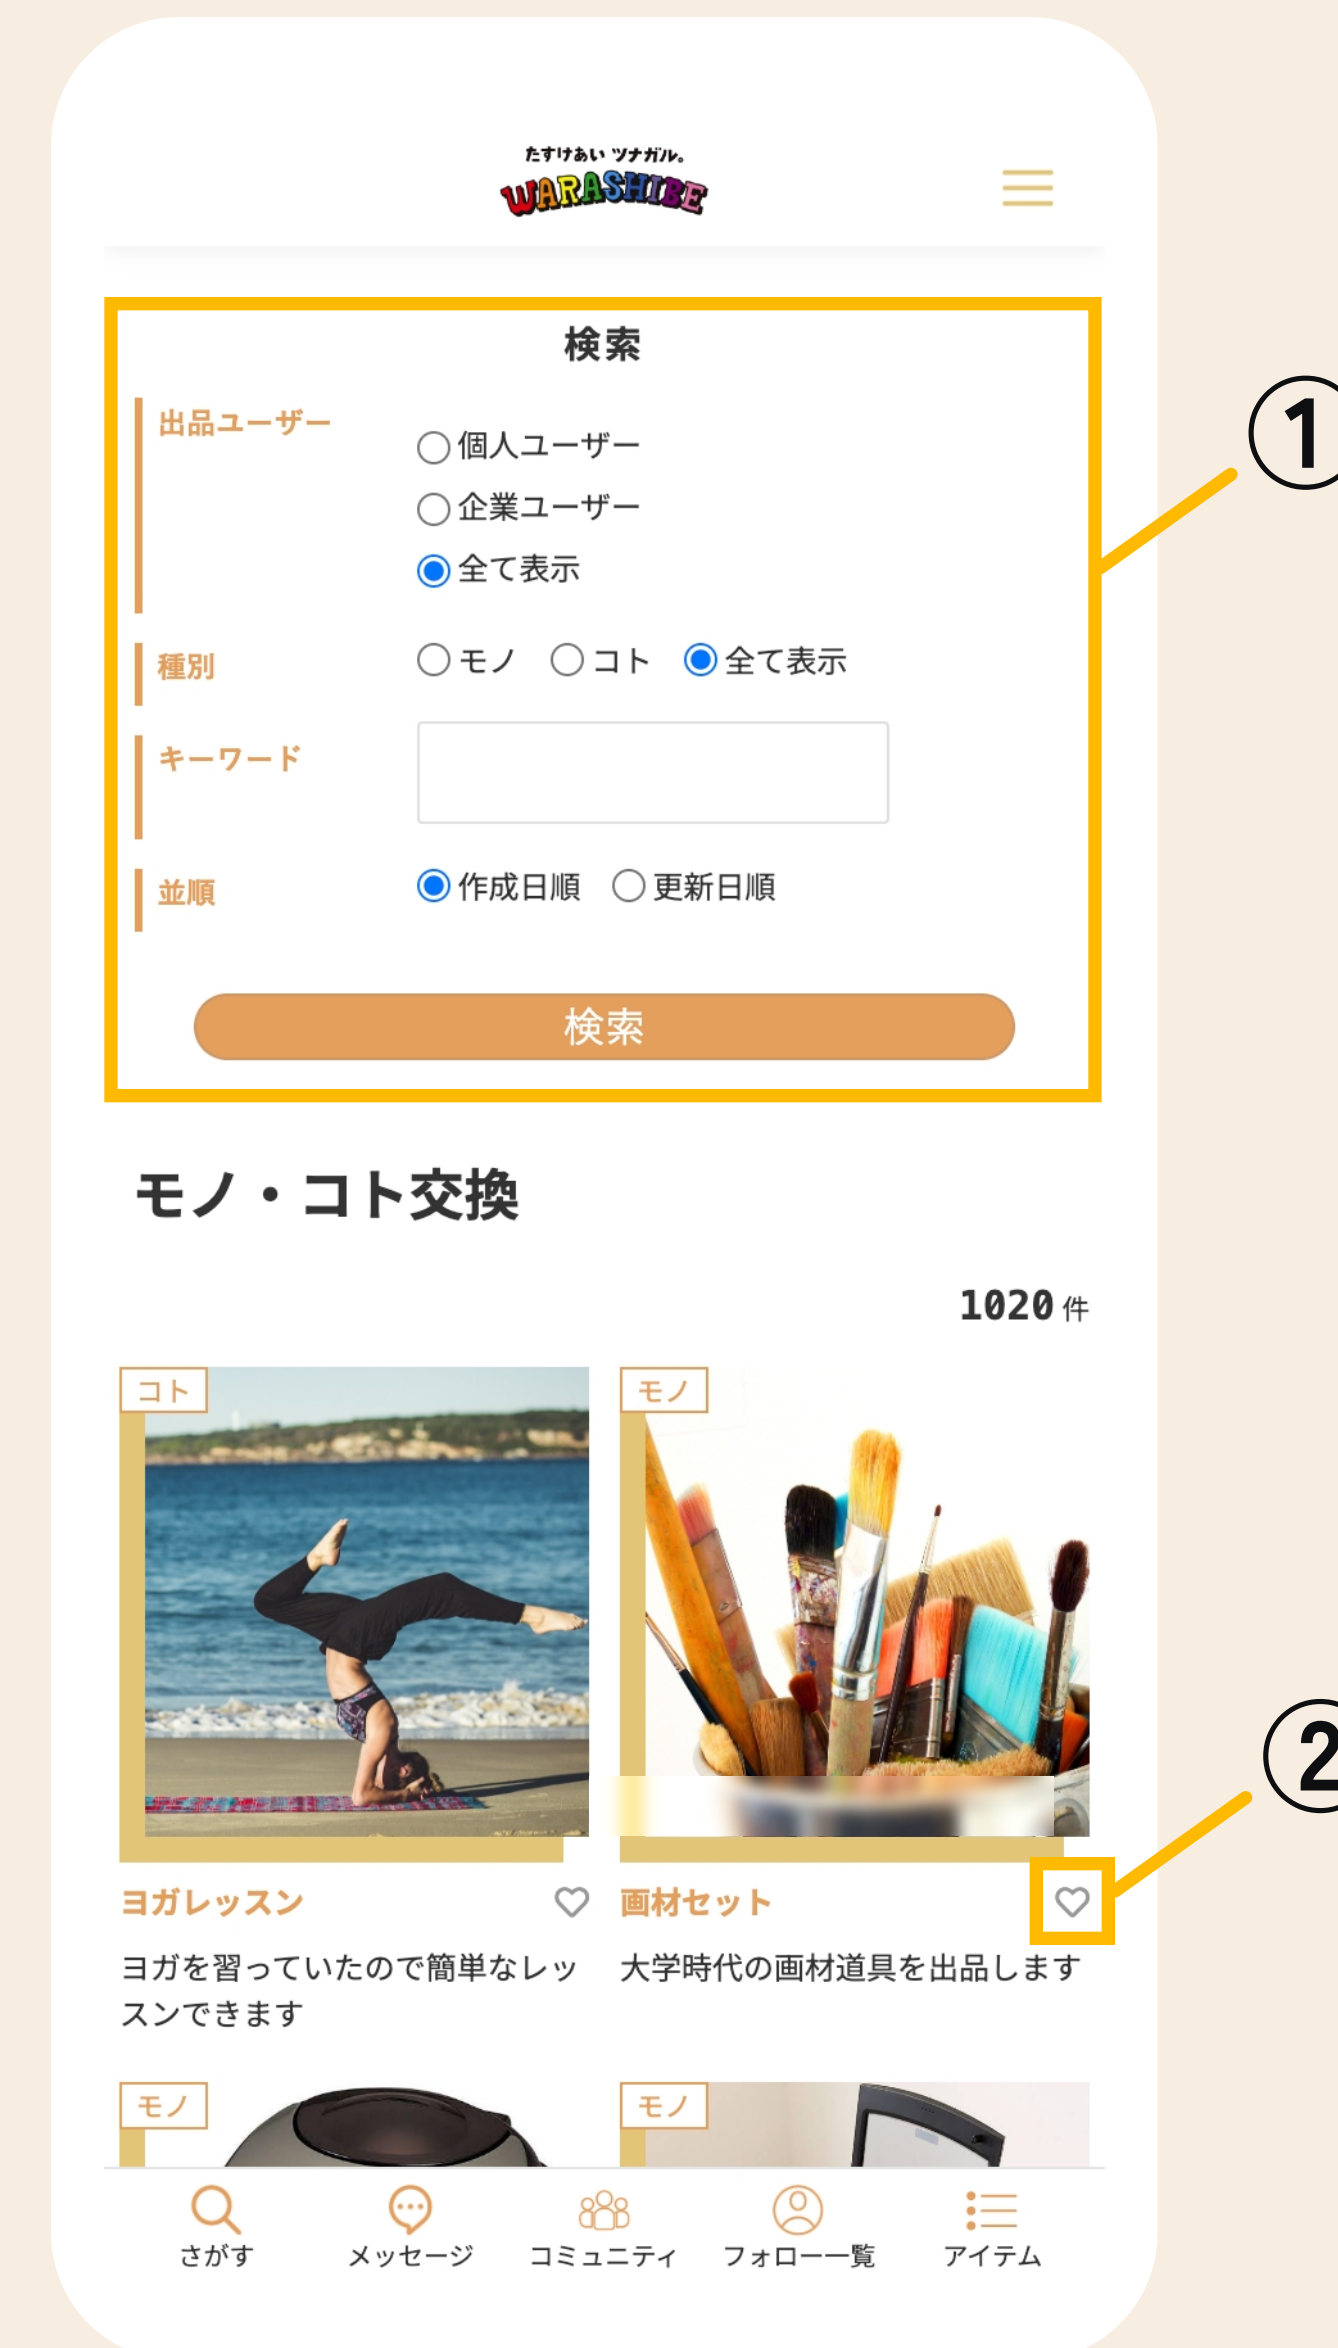 たすけあい ツナガル。
WARASHIBE
検索
出品ユーザー
個人ユーザー
企業ユーザー
全て表示
種別
モノ コト 全て表示
キーワード
並順
作成日順 更新日順
検索
①
モノ・コト交換
1020 件
コト
モノ
②
ヨガレッスン
ヨガを習っていたので簡単なレッ
スンできます
画材セット
大学時代の画材道具を出品します
モノ
モノ
さがす メッセージ コミュニティ フォロー一覧 アイテム